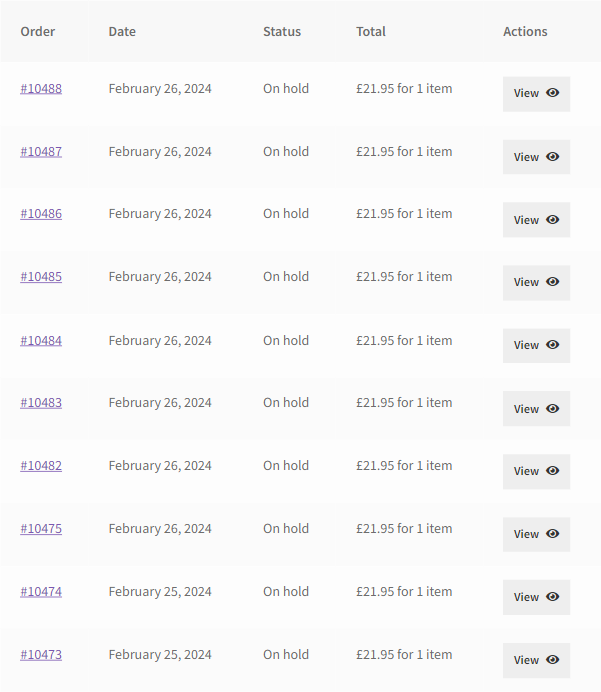 Order Date Status Total Actions
#10488 February 26, 2024 On hold £21.95 for 1 item View
#10487 February 26, 2024 On hold £21.95 for 1 item View
#10486 February 26, 2024 On hold £21.95 for 1 item View
#10485 February 26, 2024 On hold £21.95 for 1 item View
#10484 February 26, 2024 On hold £21.95 for 1 item View
#10483 February 26, 2024 On hold £21.95 for 1 item View
#10482 February 26, 2024 On hold £21.95 for 1 item View
#10475 February 26, 2024 On hold £21.95 for 1 item View
#10474 February 25, 2024 On hold £21.95 for 1 item View
#10473 February 25, 2024 On hold £21.95 for 1 item View